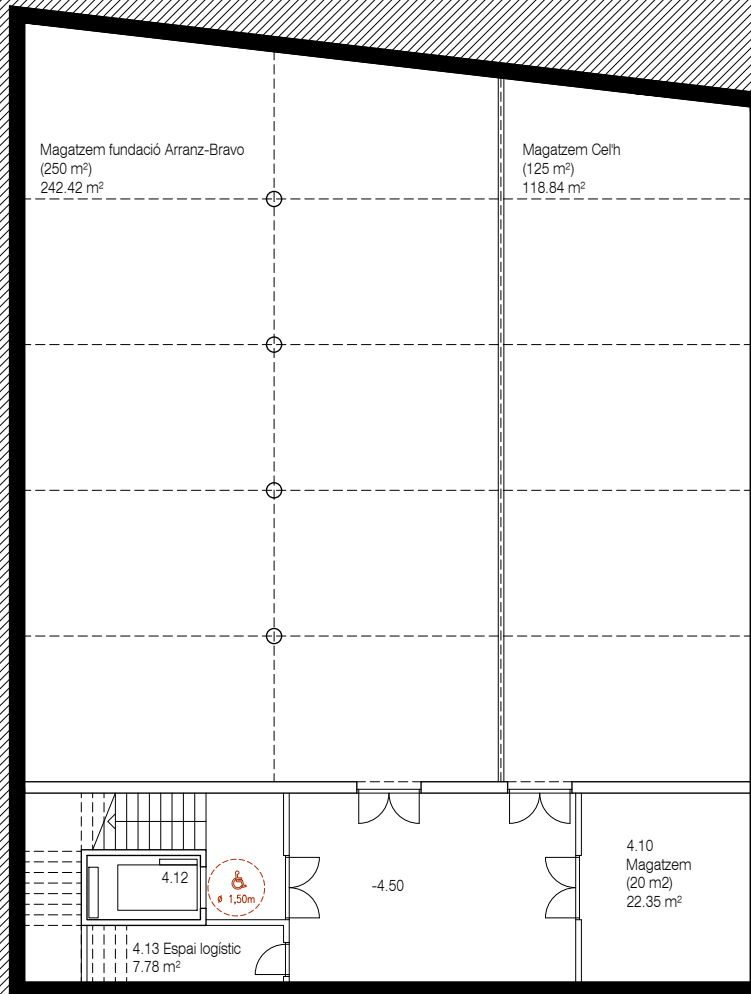 Magatzem fundació Arranz-Bravo
(250 m²)
242.42 m²
Magatzem Cel'h
(125 m²)
118.84 m²
4.12
ø 1,50m
-4.50
4.10
Magatzem
(20 m2)
22.35 m²
4.13 Espai logístic
7.78 m²